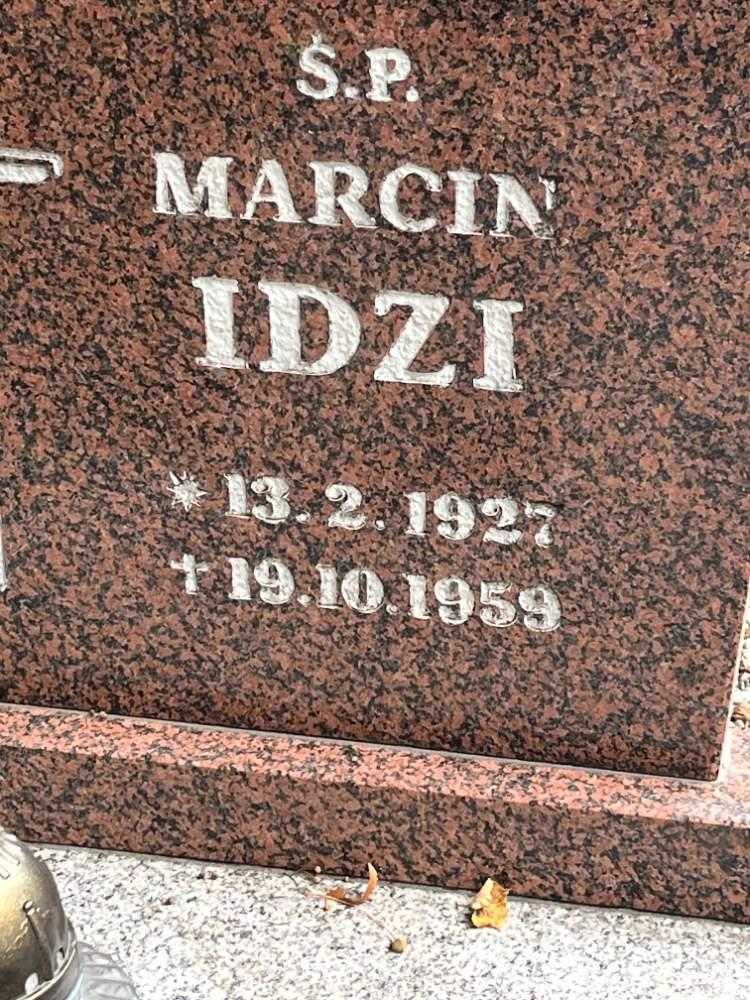 Ś.P.
MARCIN
IDZI
* 13. 2. 1927
✝ 19.10.1959